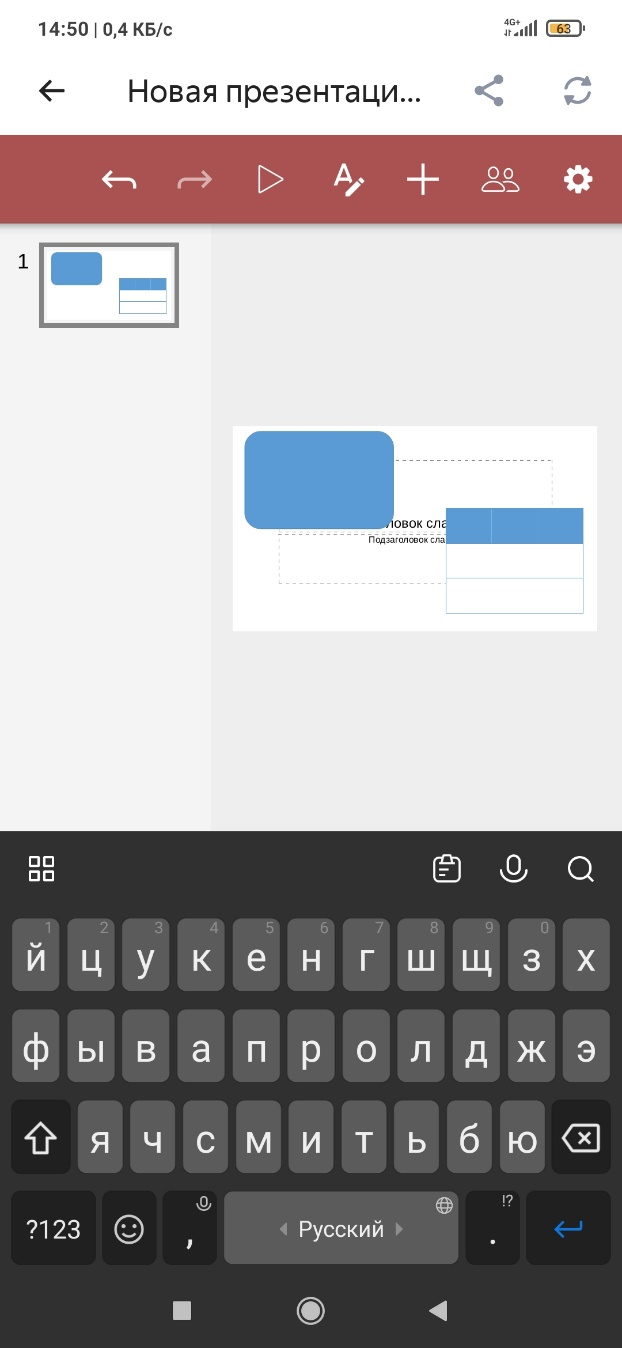 14:50 | 0,4 КБ/с 4G+ 63
Новая презентаци...
1
ловок сла
Подзаголовок сла
1 2 3 4 5 6 7 8 9 0
й ц у к е н г ш щ з х
ф ы в а п р о л д ж э
я ч с м и т ь б ю
!?
?123 , Русский .